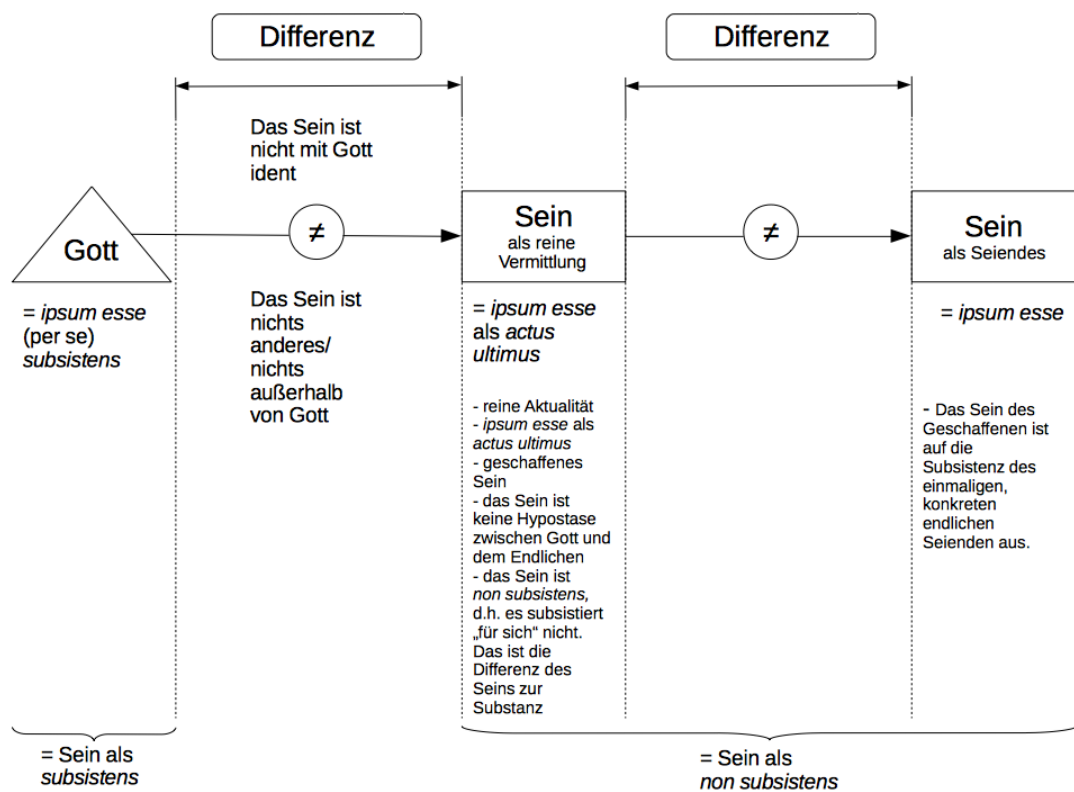 Differenz
Differenz
Das Sein ist
nicht mit Gott
ident
Gott
≠
Sein
als reine
Vermittlung
≠
Sein
als Seiendes
= ipsum esse
(per se)
subsistens
Das Sein ist
nichts
anderes/
nichts
außerhalb
von Gott
= ipsum esse
als actus
ultimus
- reine Aktualität
- ipsum esse als
actus ultimus
- geschaffenes
Sein
- das Sein ist
keine Hypostase
zwischen Gott und
dem Endlichen
- das Sein ist
non subsistens,
d.h. es subsistiert
„für sich“ nicht.
Das ist die
Differenz des
Seins zur
Substanz
= ipsum esse
- Das Sein des
Geschaffenen ist
auf die
Subsistenz des
einmaligen,
konkreten
endlichen
Seienden aus.
= Sein als
subsistens
= Sein als
non subsistens